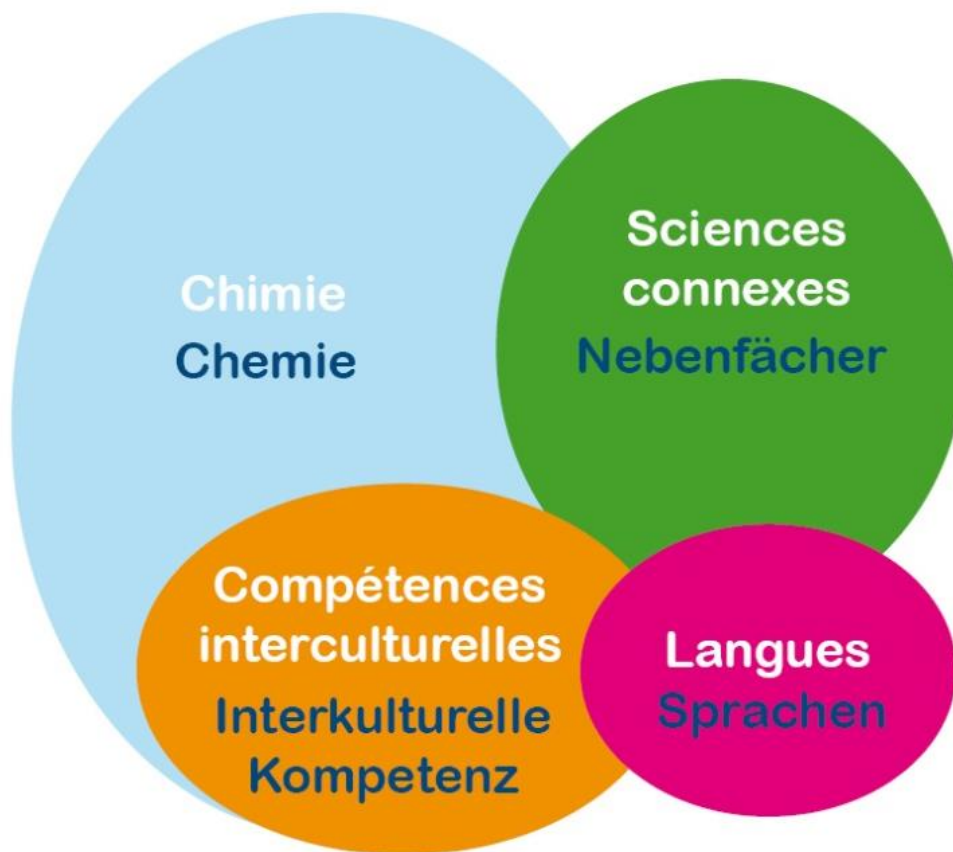 Chimie
Chemie
Sciences
connexes
Nebenfächer
Compétences
interculturelles
Interkulturelle
Kompetenz
Langues
Sprachen